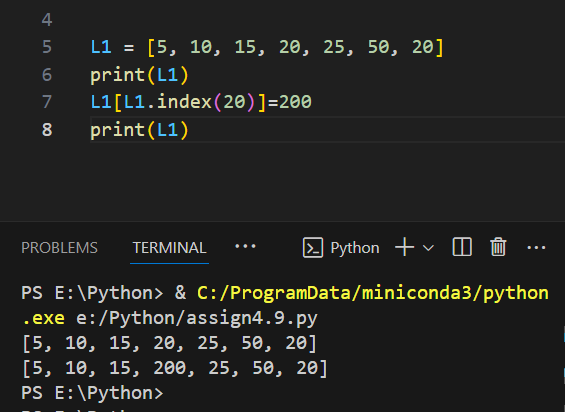 4
5 L1 = [5, 10, 15, 20, 25, 50, 20]
6 print(L1)
7 L1[L1.index(20)]=200
8 print(L1)
PROBLEMS TERMINAL ··· Python + ···
PS E:\Python> & C:/ProgramData/miniconda3/python
.exe e:/Python/assign4.9.py
[5, 10, 15, 20, 25, 50, 20]
[5, 10, 15, 200, 25, 50, 20]
PS E:\Python>